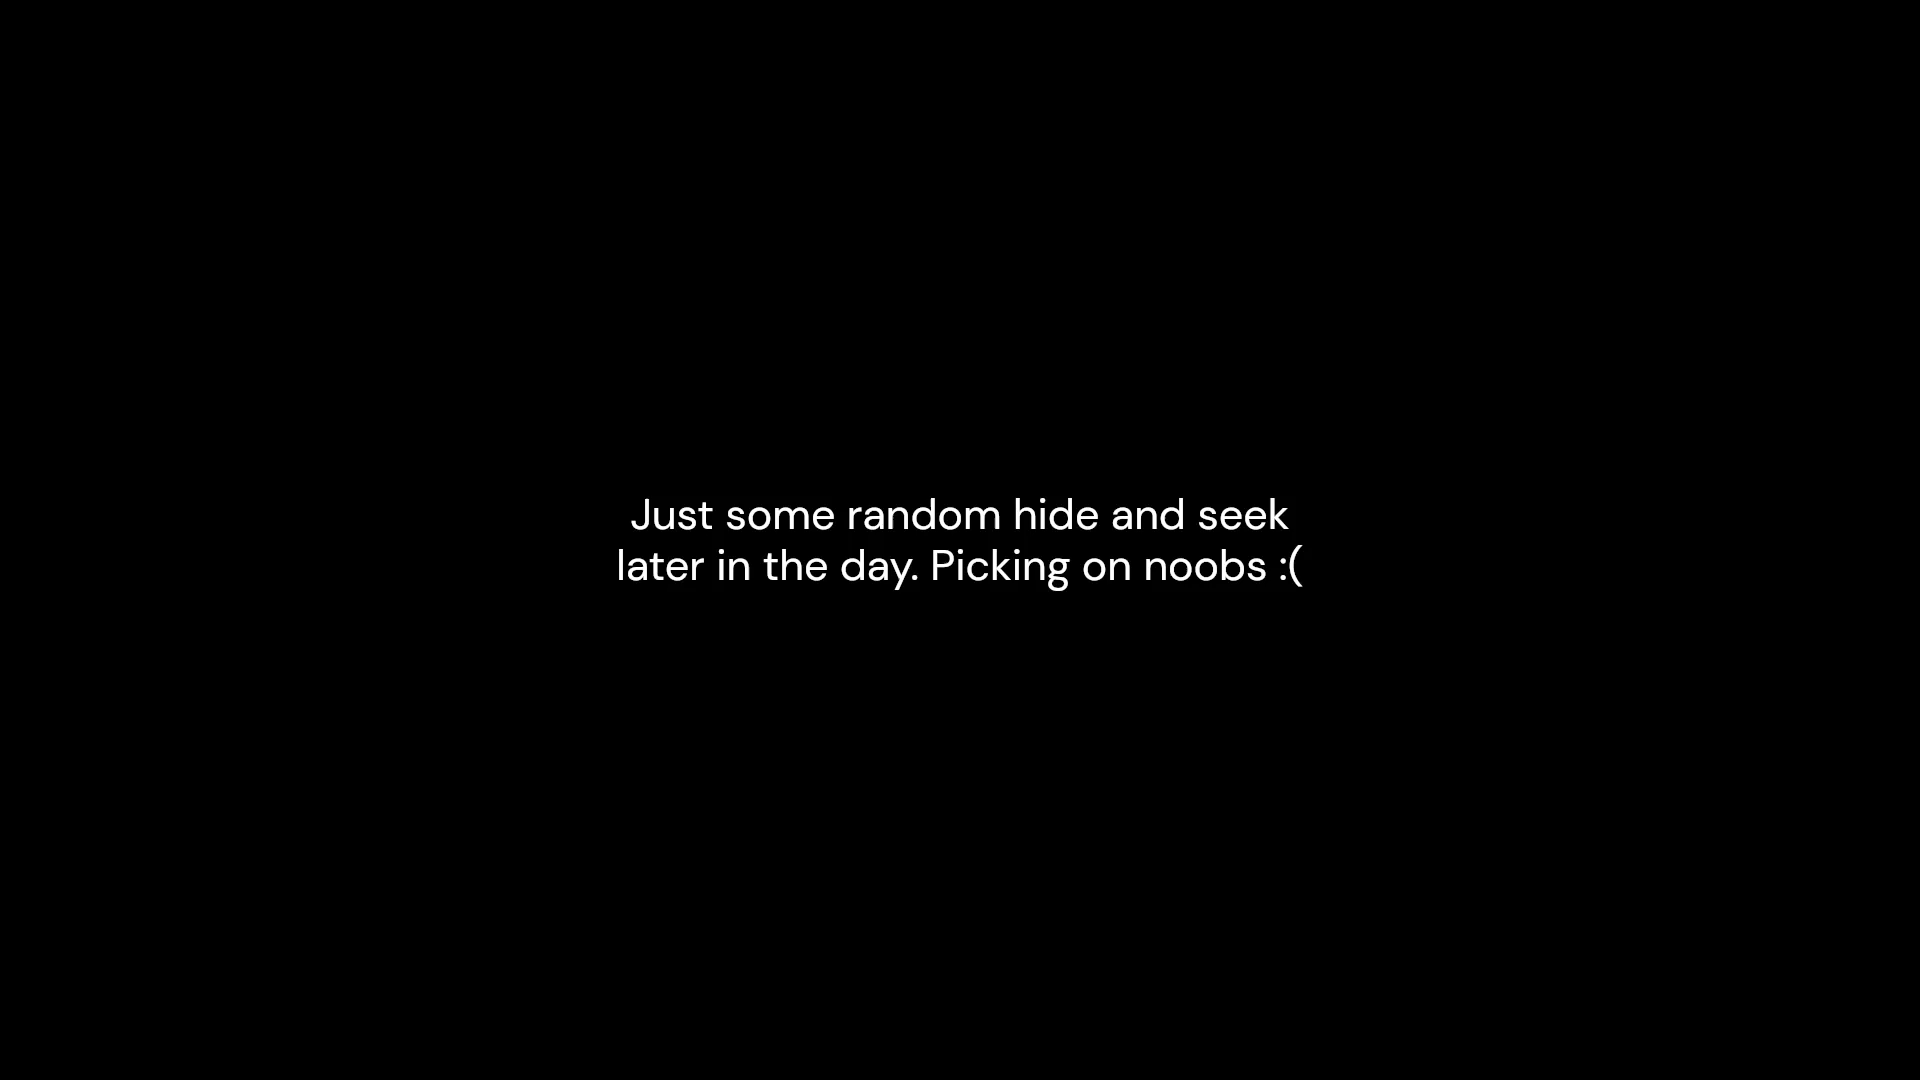 Just some random hide and seek
later in the day. Picking on noobs :(